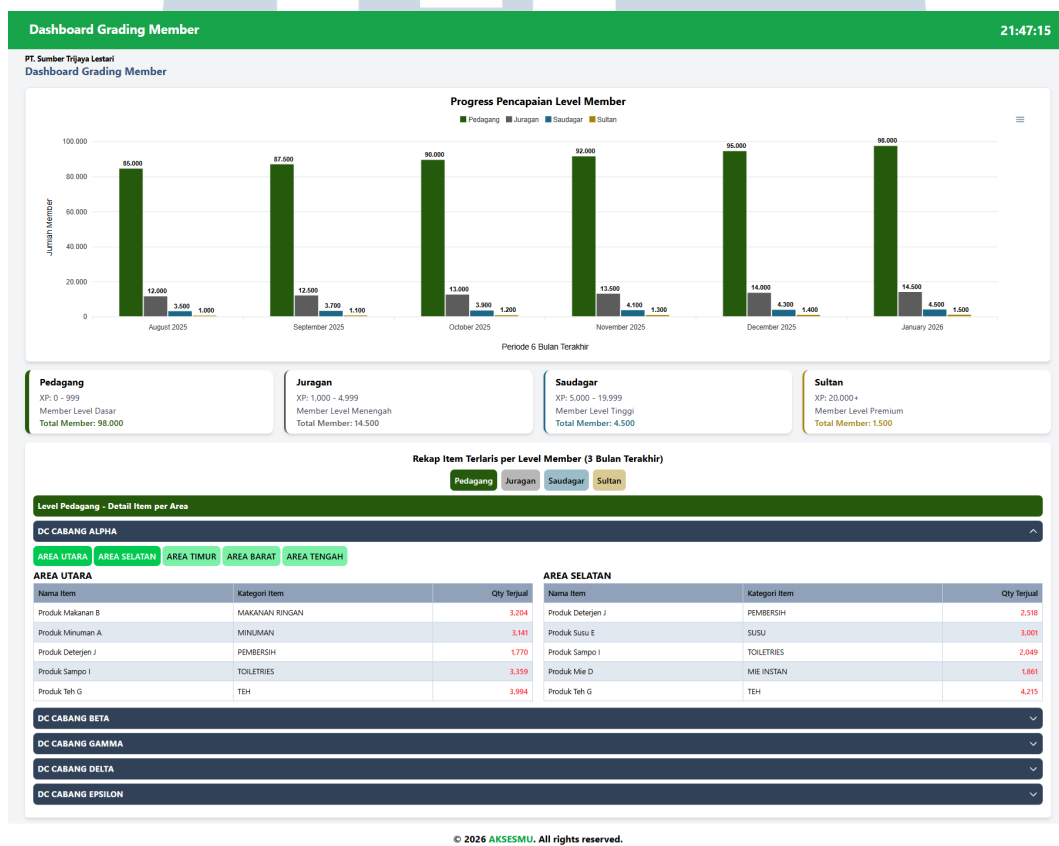 Dashboard Grading Member 21:47:15
PT. Sumber Trijaya Lestari
Dashboard Grading Member
Progress Pencapaian Level Member
Pedagang Juragan Saudagar Sultan
Jumlah Member
100.000
80.000
60.000
40.000
20.000
0
85.000 12.000 3.500 1.000
87.500 12.500 3.700 1.100
90.000 13.000 3.900 1.200
92.000 13.500 4.100 1.300
95.000 14.000 4.300 1.400
98.000 14.500 4.500 1.500
August 2025 September 2025 October 2025 November 2025 December 2025 January 2026
Periode 6 Bulan Terakhir
Pedagang
XP: 0 - 999
Member Level Dasar
Total Member: 98.000
Juragan
XP: 1,000 - 4,999
Member Level Menengah
Total Member: 14.500
Saudagar
XP: 5,000 - 19,999
Member Level Tinggi
Total Member: 4.500
Sultan
XP: 20,000+
Member Level Premium
Total Member: 1.500
Rekap Item Terlaris per Level Member (3 Bulan Terakhir)
Pedagang Juragan Saudagar Sultan
Level Pedagang - Detail Item per Area
DC CABANG ALPHA
AREA UTARA AREA SELATAN AREA TIMUR AREA BARAT AREA TENGAH
AREA UTARA
Nama Item Kategori Item Qty Terjual
Produk Makanan B MAKANAN RINGAN 3,204
Produk Minuman A MINUMAN 3,141
Produk Deterjen J PEMBERSIH 1,770
Produk Sampo I TOILETRIES 3,359
Produk Teh G TEH 3,994
AREA SELATAN
Nama Item Kategori Item Qty Terjual
Produk Deterjen J PEMBERSIH 2,518
Produk Susu E SUSU 3,001
Produk Sampo I TOILETRIES 2,049
Produk Mie D MIE INSTAN 1,861
Produk Teh G TEH 4,215
DC CABANG BETA
DC CABANG GAMMA
DC CABANG DELTA
DC CABANG EPSILON
© 2026 AKSESMU. All rights reserved.